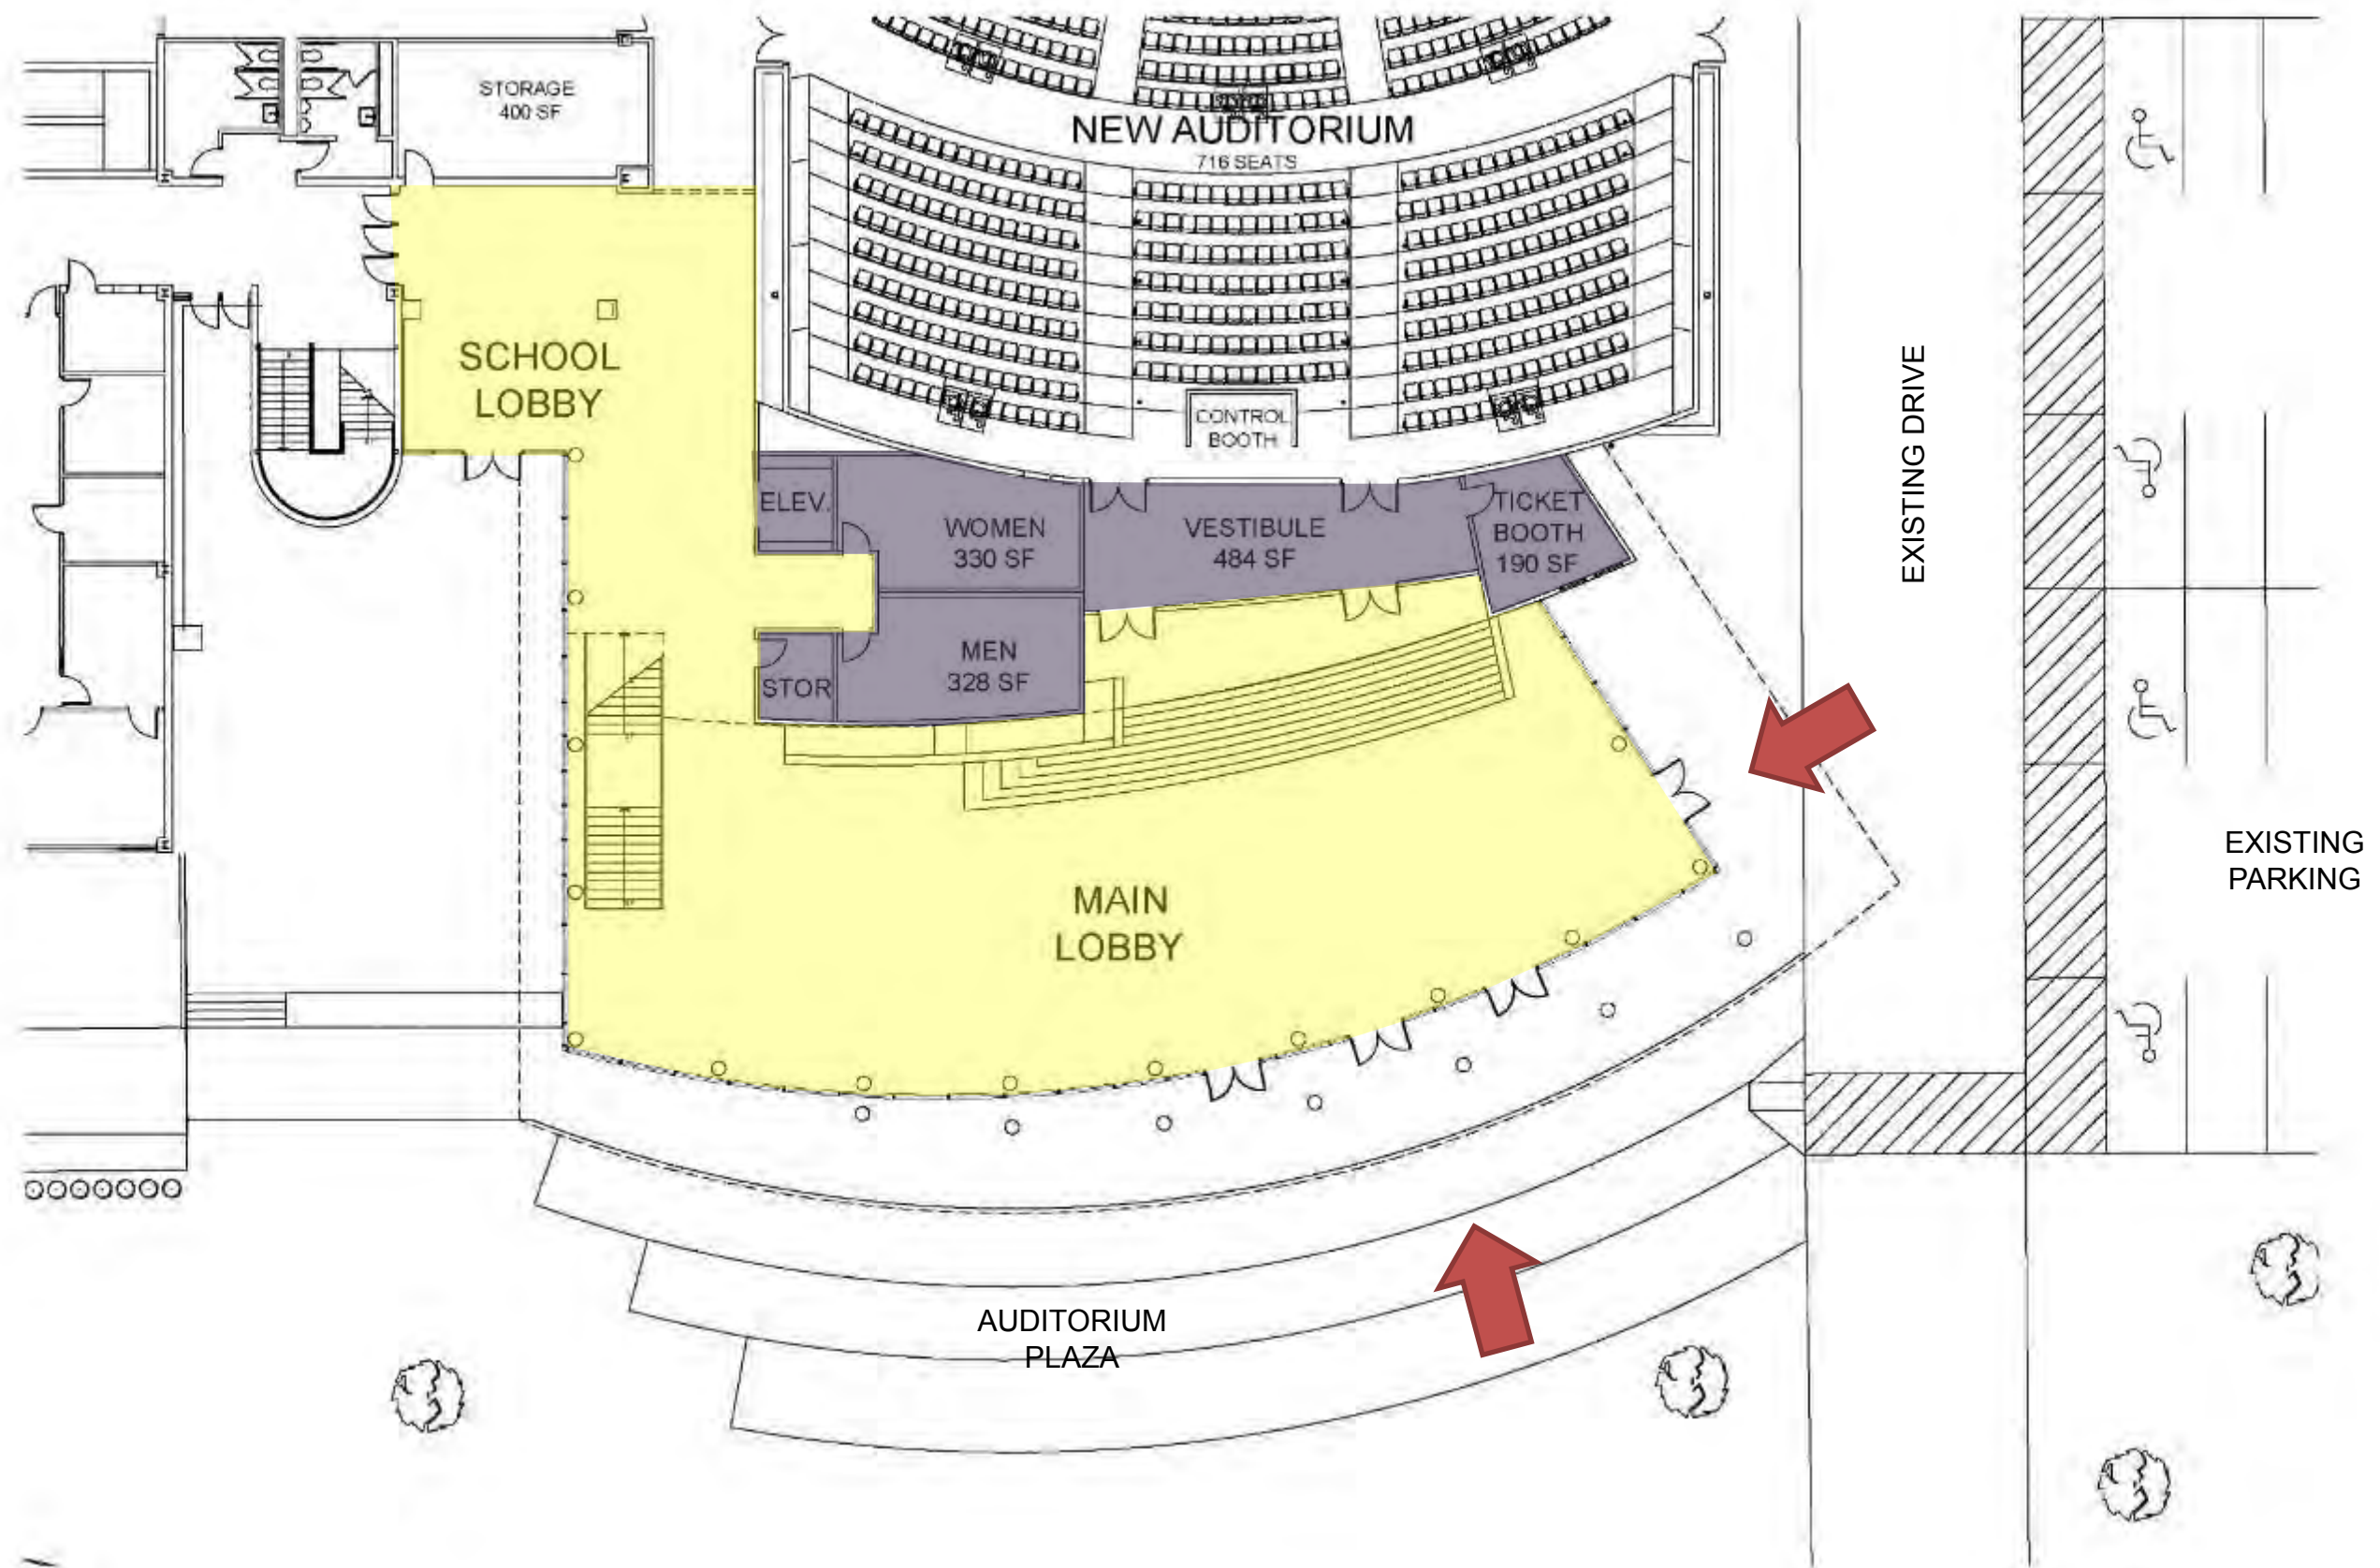 STORAGE
400 SF
NEW AUDITORIUM
716 SEATS
SCHOOL
LOBBY
CONTROL
BOOTH
EXISTING DRIVE
ELEV.
WOMEN
330 SF
VESTIBULE
484 SF
TICKET
BOOTH
190 SF
MEN
328 SF
STOR
MAIN
LOBBY
EXISTING
PARKING
AUDITORIUM
PLAZA